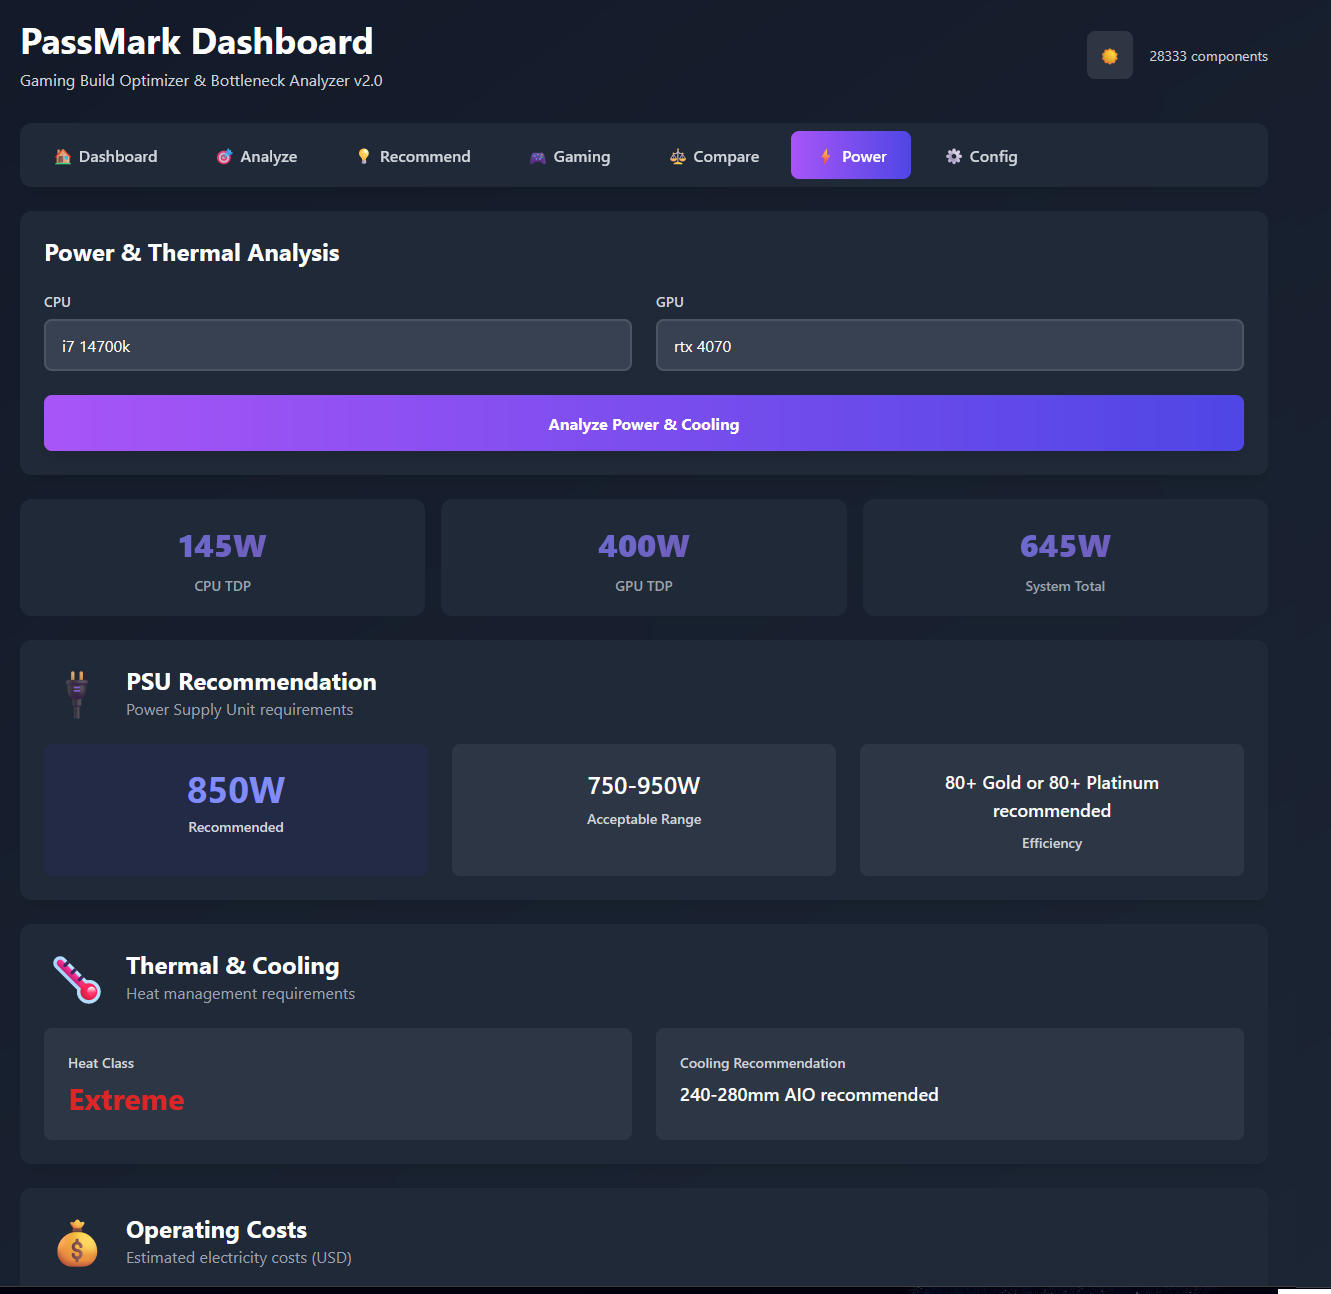 PassMark Dashboard
Gaming Build Optimizer & Bottleneck Analyzer v2.0
28333 components
Dashboard
Analyze
Recommend
Gaming
Compare
Power
Config
Power & Thermal Analysis
CPU
GPU
i7 14700k
rtx 4070
Analyze Power & Cooling
145W
CPU TDP
400W
GPU TDP
645W
System Total
PSU Recommendation
Power Supply Unit requirements
850W
Recommended
750-950W
Acceptable Range
80+ Gold or 80+ Platinum
recommended
Efficiency
Thermal & Cooling
Heat management requirements
Heat Class
Extreme
Cooling Recommendation
240-280mm AIO recommended
Operating Costs
Estimated electricity costs (USD)